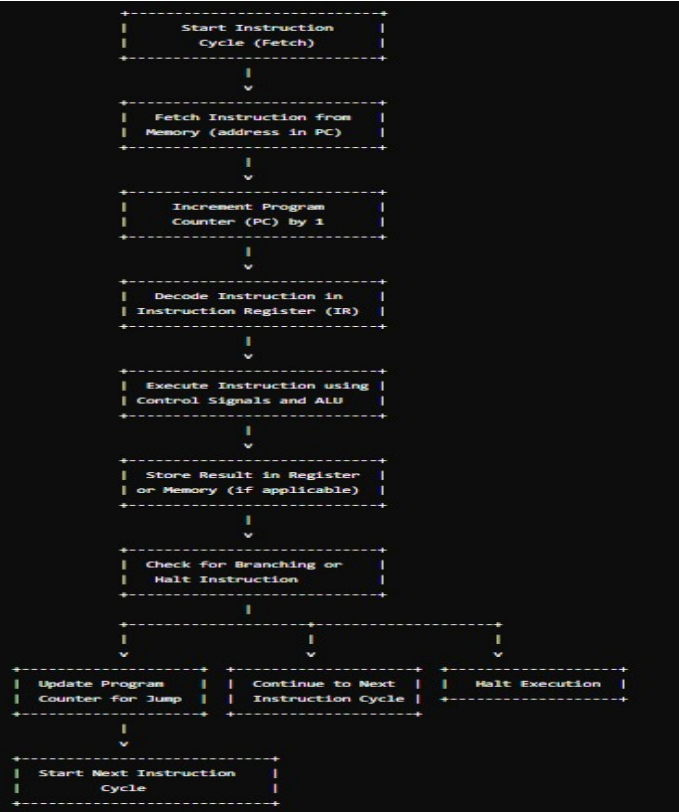 Start Instruction
Cycle (Fetch)
Fetch Instruction from
Memory (address in PC)
Increment Program
Counter (PC) by 1
Decode Instruction in
Instruction Register (IR)
Execute Instruction using
Control Signals and ALU
Store Result in Register
or Memory (if applicable)
Check for Branching or
Halt Instruction
Update Program
Counter for Jump
Continue to Next
Instruction Cycle
Halt Execution
Start Next Instruction
Cycle